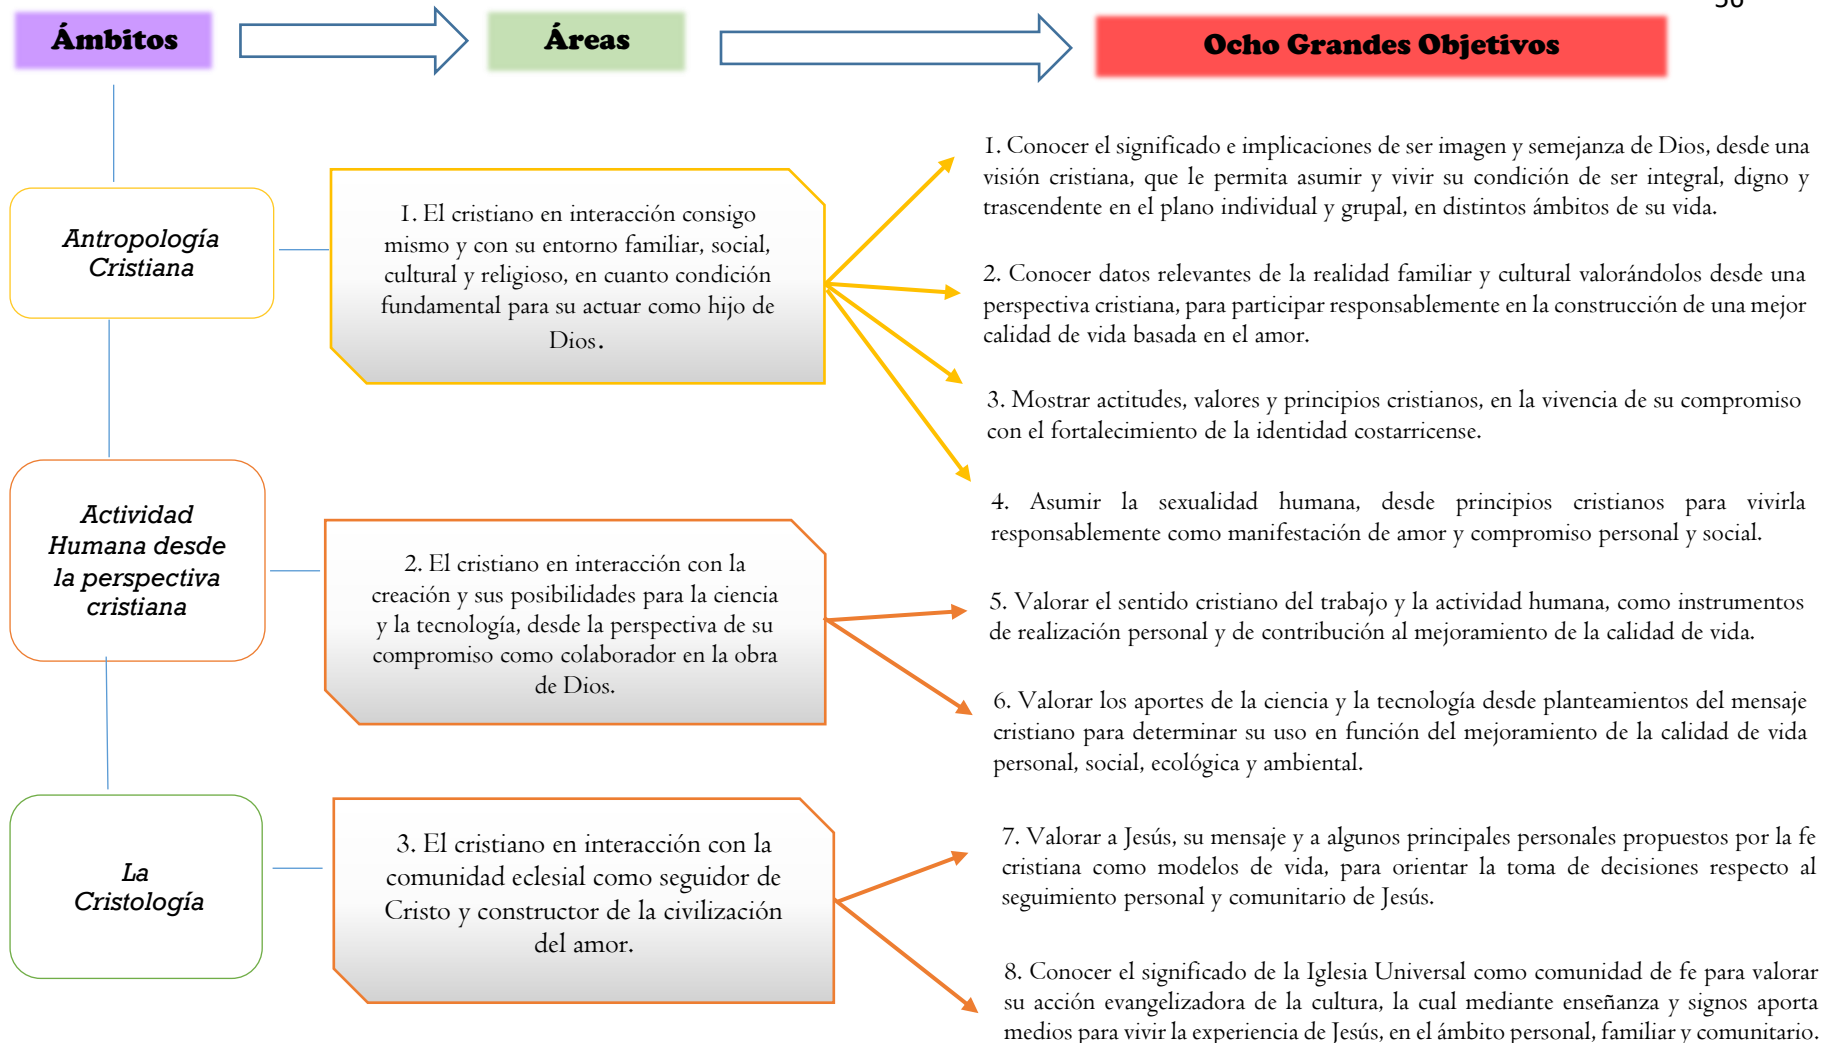 Ámbitos
Áreas
Ocho Grandes Objetivos
Antropología
Cristiana
1. El cristiano en interacción consigo
mismo y con su entorno familiar, social,
cultural y religioso, en cuanto condición
fundamental para su actuar como hijo de
Dios.
1. Conocer el significado e implicaciones de ser imagen y semejanza de Dios, desde una
visión cristiana, que le permita asumir y vivir su condición de ser integral, digno y
trascendente en el plano individual y grupal, en distintos ámbitos de su vida.
2. Conocer datos relevantes de la realidad familiar y cultural valorándolos desde una
perspectiva cristiana, para participar responsablemente en la construcción de una mejor
calidad de vida basada en el amor.
3. Mostrar actitudes, valores y principios cristianos, en la vivencia de su compromiso
con el fortalecimiento de la identidad costarricense.
4. Asumir la sexualidad humana, desde principios cristianos para vivirla
responsablemente como manifestación de amor y compromiso personal y social.
Actividad
Humana desde
la perspectiva
cristiana
2. El cristiano en interacción con la
creación y sus posibilidades para la ciencia
y la tecnología, desde la perspectiva de su
compromiso como colaborador en la obra
de Dios.
5. Valorar el sentido cristiano del trabajo y la actividad humana, como instrumentos
de realización personal y de contribución al mejoramiento de la calidad de vida.
6. Valorar los aportes de la ciencia y la tecnología desde planteamientos del mensaje
cristiano para determinar su uso en función del mejoramiento de la calidad de vida
personal, social, ecológica y ambiental.
La
Cristología
3. El cristiano en interacción con la
comunidad eclesial como seguidor de
Cristo y constructor de la civilización
del amor.
7. Valorar a Jesús, su mensaje y a algunos principales personales propuestos por la fe
cristiana como modelos de vida, para orientar la toma de decisiones respecto al
seguimiento personal y comunitario de Jesús.
8. Conocer el significado de la Iglesia Universal como comunidad de fe para valorar
su acción evangelizadora de la cultura, la cual mediante enseñanza y signos aporta
medios para vivir la experiencia de Jesús, en el ámbito personal, familiar y comunitario.